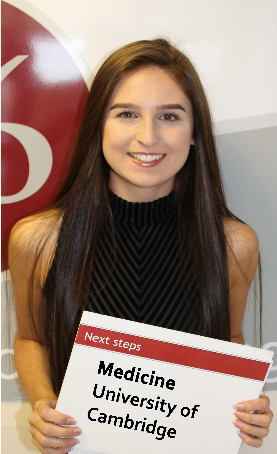 Next steps
Medicine
University of
Cambridge